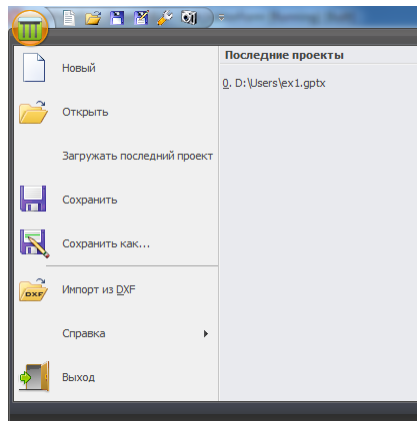 Последние проекты
Новый
0. D:\Users\ex1.gptx
Открыть
Загружать последний проект
Сохранить
Сохранить как...
DXF
Импорт из DXF
Справка
Выход